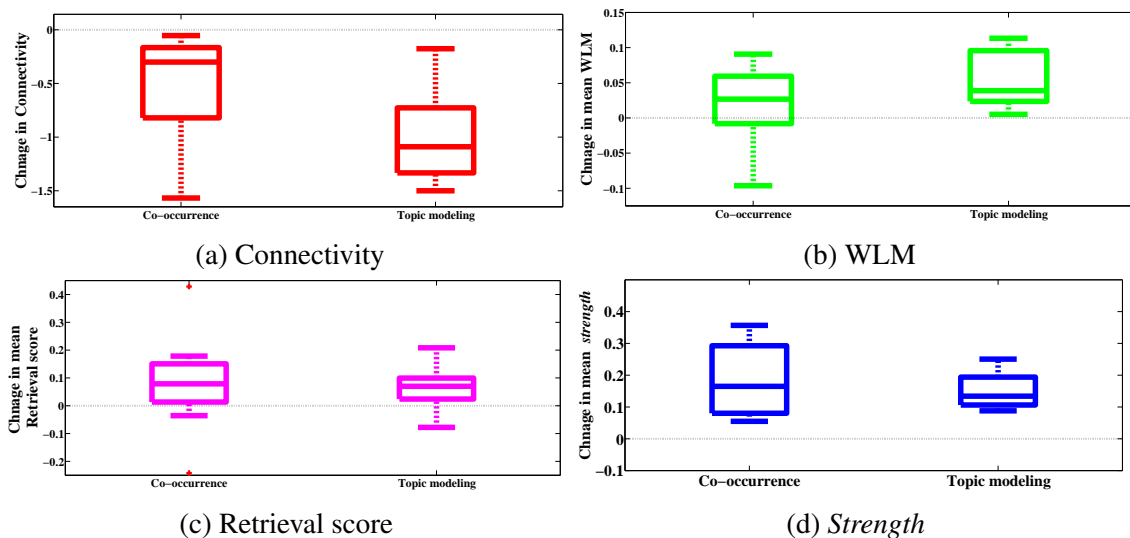 Chnage in Connectivity
0
−0.5
−1
−1.5
Co−occurrence Topic modeling
(a) Connectivity
Chnage in mean WLM
0.15
0.1
0.05
0
−0.05
−0.1
Co−occurrence Topic modeling
(b) WLM
Chnage in mean
Retrieval score
0.4
0.3
0.2
0.1
0
−0.1
−0.2
Co−occurrence Topic modeling
(c) Retrieval score
Chnage in mean strength
0.4
0.3
0.2
0.1
0
−0.1
Co−occurrence Topic modeling
(d) Strength